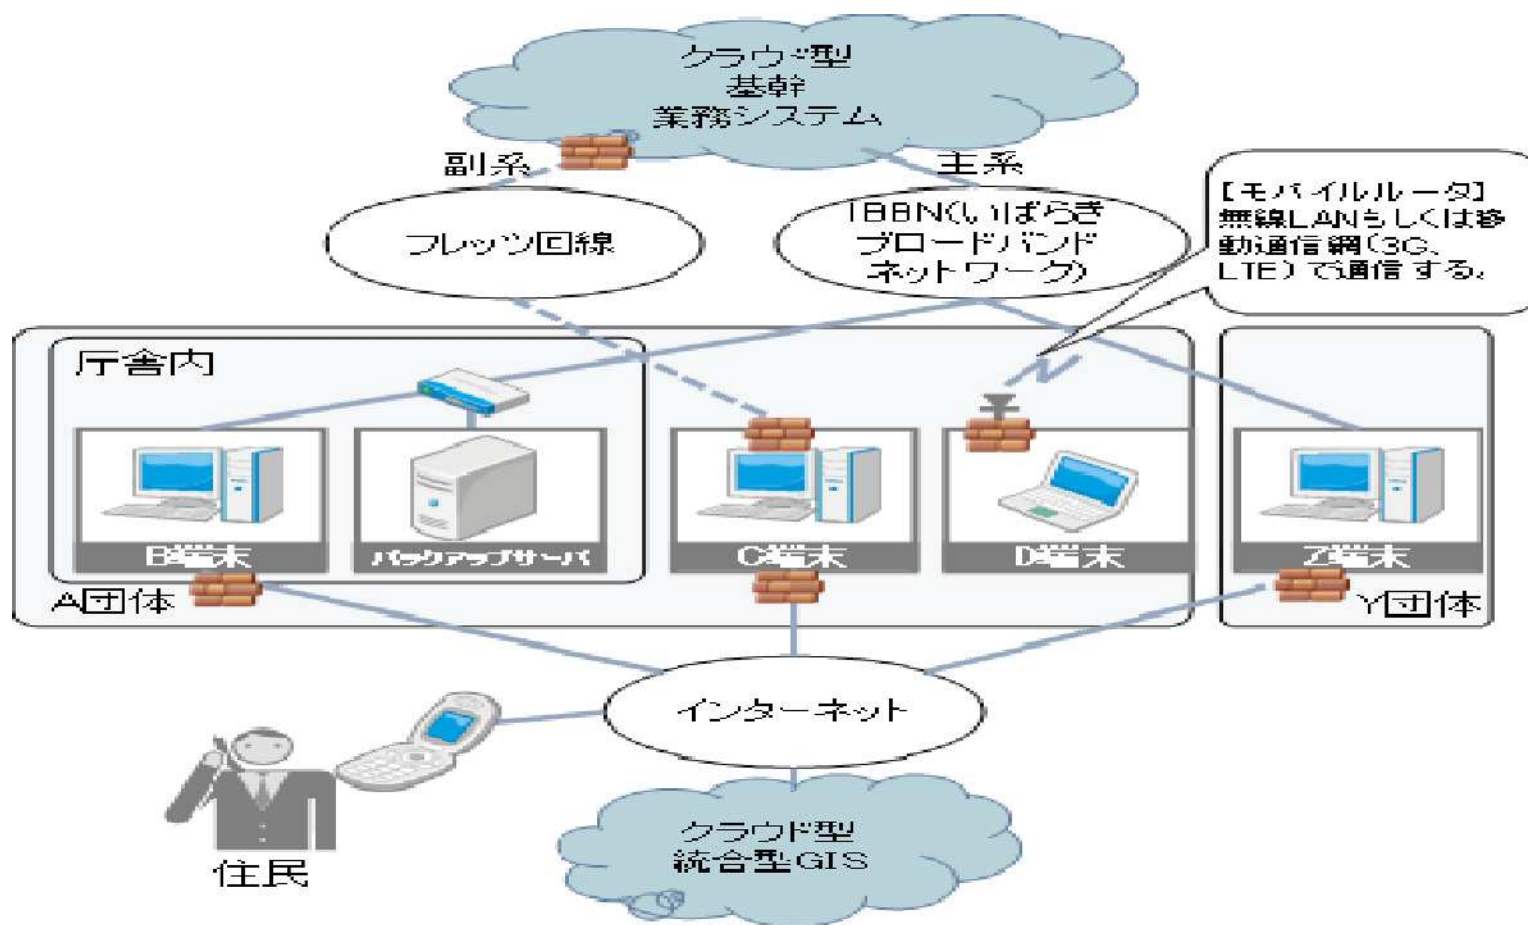 クラウド型
基幹
業務システム
副系
主系
フレッツ回線
IBBN(いばらき
ブロードバンド
ネットワーク)
【モバイルルータ】
無線LANもしくは移
動通信網(3G、
LTE)で通信する。
庁舎内
B端末
バックアップサーバ
C端末
D端末
Z端末
A団体
Y団体
インターネット
住民
クラウド型
統合型GIS